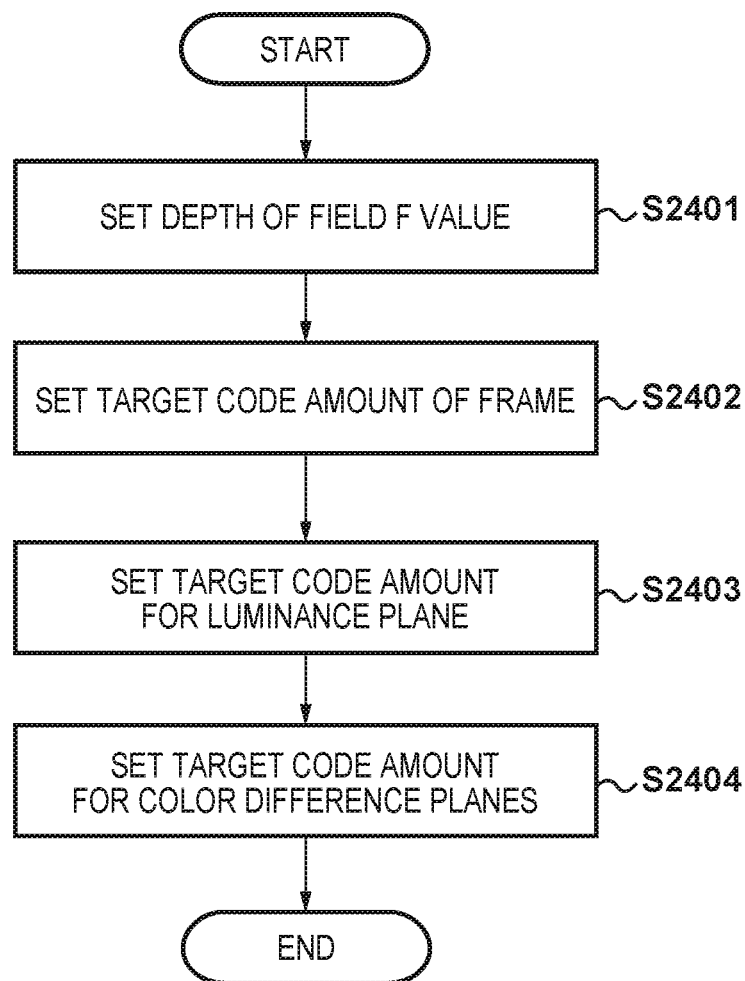 START
SET DEPTH OF FIELD F VALUE
S2401
SET TARGET CODE AMOUNT OF FRAME
S2402
SET TARGET CODE AMOUNT
FOR LUMINANCE PLANE
S2403
SET TARGET CODE AMOUNT
FOR COLOR DIFFERENCE PLANES
S2404
END